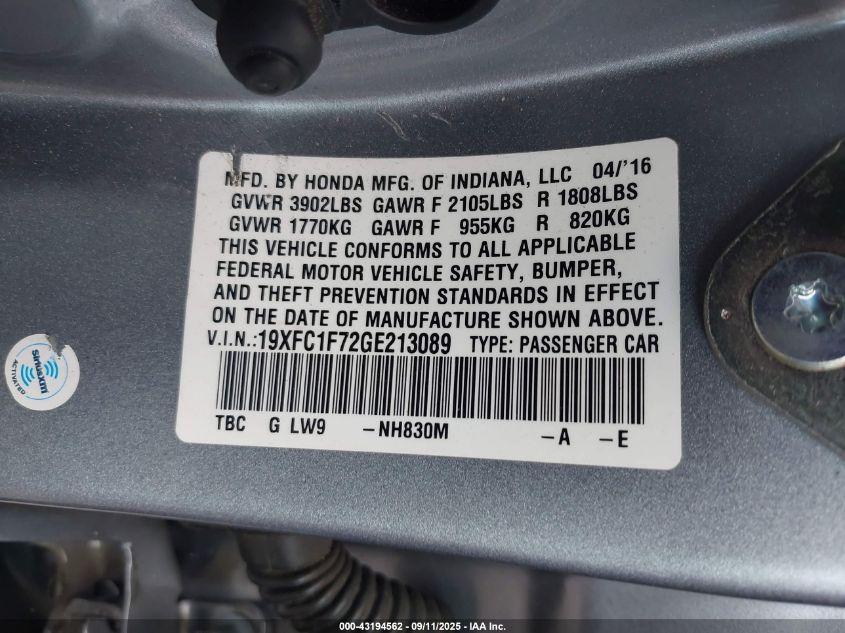 MFD. BY HONDA MFG. OF INDIANA, LLC 04/'16
GVWR 3902LBS GAWR F 2105LBS R 1808LBS
GVWR 1770KG GAWR F 955KG R 820KG
THIS VEHICLE CONFORMS TO ALL APPLICABLE
FEDERAL MOTOR VEHICLE SAFETY, BUMPER,
AND THEFT PREVENTION STANDARDS IN EFFECT
ON THE DATE OF MANUFACTURE SHOWN ABOVE.
V.I.N.:19XFC1F72GE213089 TYPE: PASSENGER CAR
TBC G LW9 -NH830M -A -E
SiriusXM
ACTIVATED
000-43194562 - 09/11/2025 - IAA Inc.